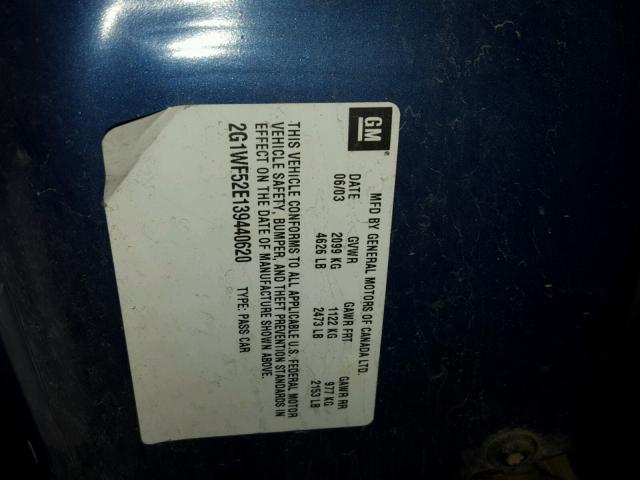 GM
MFD BY GENERAL MOTORS OF CANADA LTD.
DATE GVWR GAWR FRT GAWR RR
06/03 2099 KG 1122 KG 977 KG
4626 LB 2473 LB 2153 LB
THIS VEHICLE CONFORMS TO ALL APPLICABLE U.S. FEDERAL MOTOR
VEHICLE SAFETY, BUMPER, AND THEFT PREVENTION STANDARDS IN
EFFECT ON THE DATE OF MANUFACTURE SHOWN ABOVE.
2G1WF52E139440620 TYPE: PASS CAR